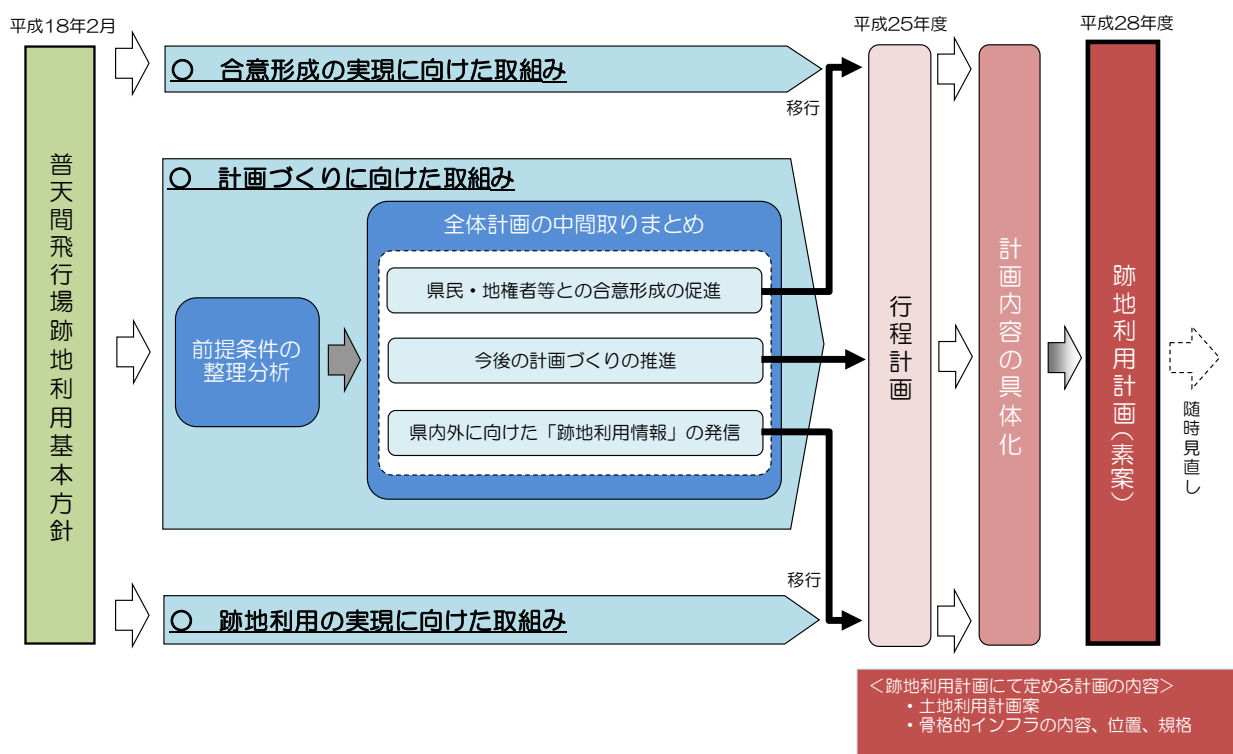 平成18年2月
平成25年度
平成28年度
普天間飛行場跡地利用基本方針
○　合意形成の実現に向けた取組み
移行
○　計画づくりに向けた取組み
前提条件の
整理分析
全体計画の中間取りまとめ
県民・地権者等との合意形成の促進
今後の計画づくりの推進
県内外に向けた「跡地利用情報」の発信
移行
○　跡地利用の実現に向けた取組み
行程計画
計画内容の具体化
跡地利用計画（素案）
随時見直し
＜跡地利用計画にて定める計画の内容＞
・土地利用計画案
・骨格的インフラの内容、位置、規格